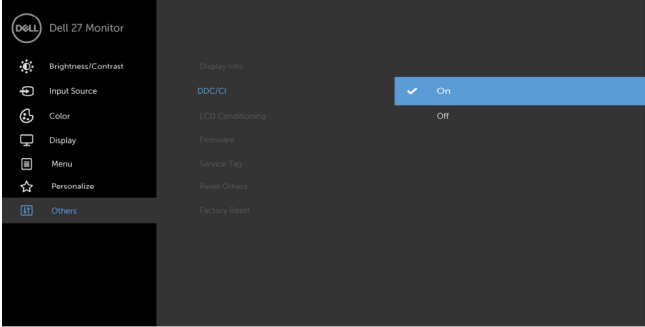 DELL Dell 27 Monitor
Brightness/Contrast
Input Source
Color
Display
Menu
Personalize
Others
Display Info
DDC/CI
LCD Conditioning
Firmware
Service Tag
Reset Others
Factory Reset
On
Off